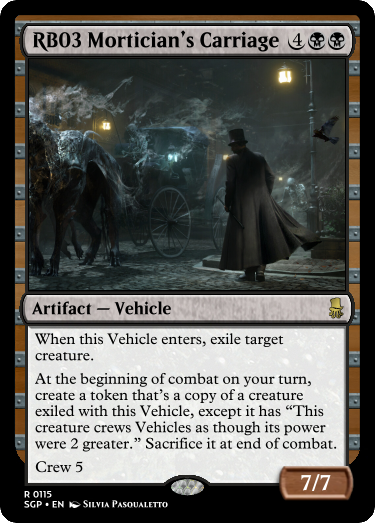 RB03 Mortician's Carriage 4
Artifact — Vehicle
When this Vehicle enters, exile target
creature.
At the beginning of combat on your turn,
create a token that's a copy of a creature
exiled with this Vehicle, except it has “This
creature crews Vehicles as though its power
were 2 greater.” Sacrifice it at end of combat.
Crew 5
7/7
R 0115
SGP • EN Silvia Pasqualetto